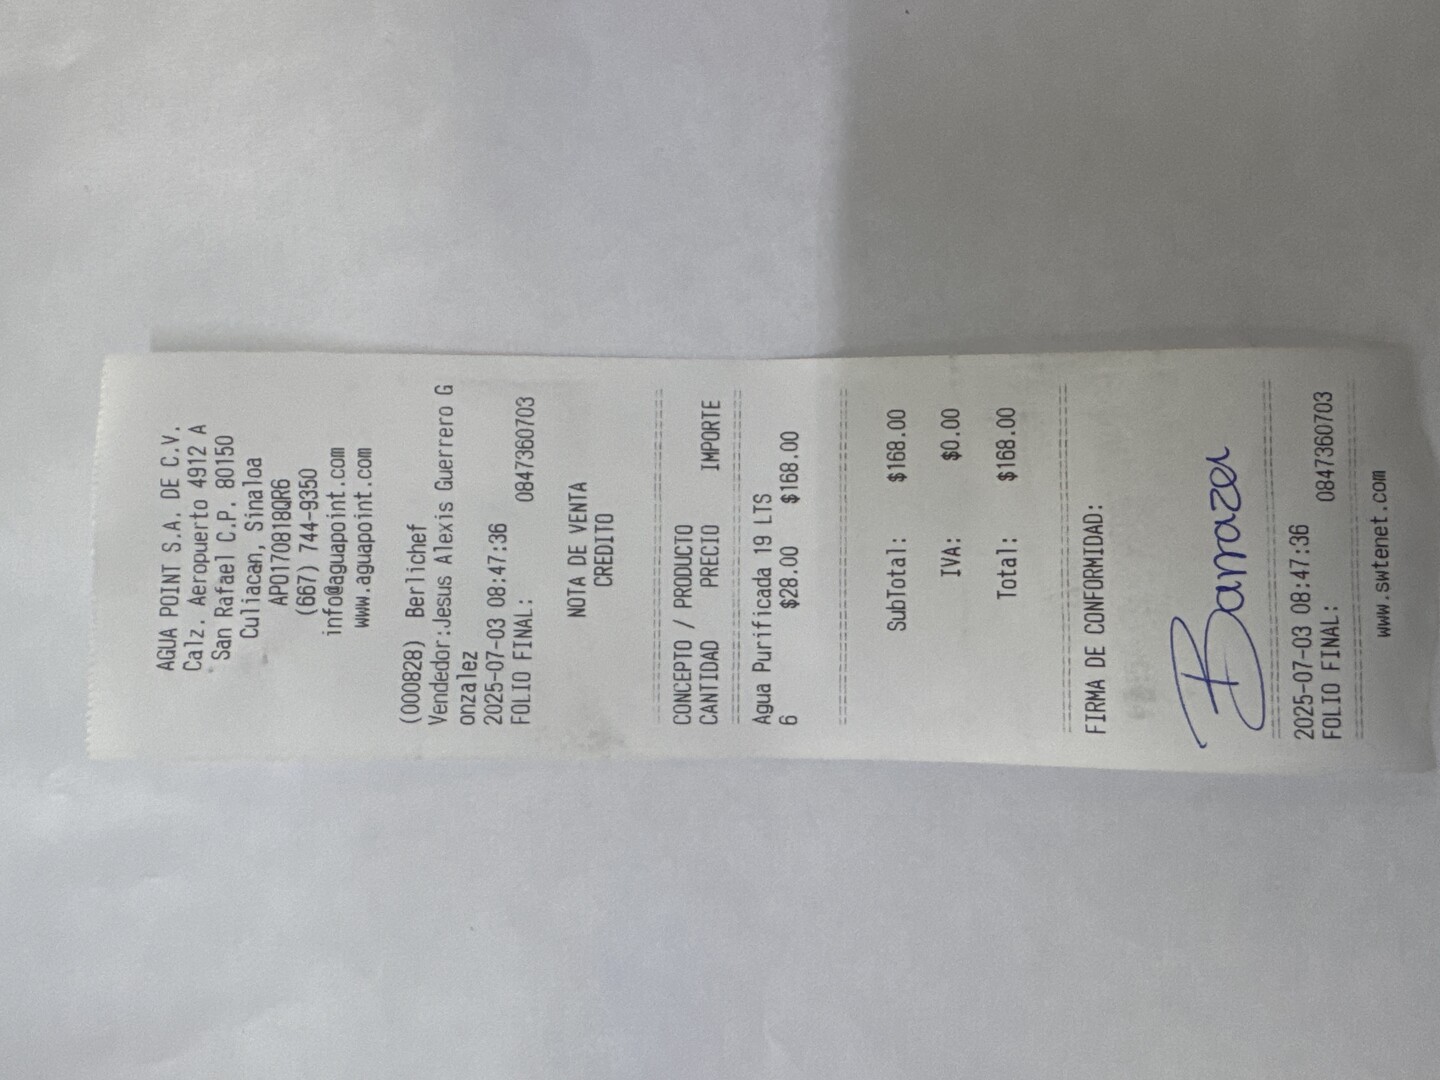 AGUA POINT S.A. DE C.V.
Calz. Aeropuerto 4912 A
San Rafael C.P. 80150
Culiacan, Sinaloa
APO170818QR6
(667) 744-9350
info@aguapoint.com
www.aguapoint.com
(000828) Berlichef
Vendedor:Jesus Alexis Guerrero G
onzalez
2025-07-03 08:47:36
FOLIO FINAL: 0847360703
NOTA DE VENTA
CREDITO
CONCEPTO / PRODUCTO
CANTIDAD PRECIO IMPORTE
Agua Purificada 19 LTS
6 $28.00 $168.00
SubTotal: $168.00
IVA: $0.00
Total: $168.00
FIRMA DE CONFORMIDAD:
Barraza
2025-07-03 08:47:36
FOLIO FINAL: 0847360703
www.swtenet.com